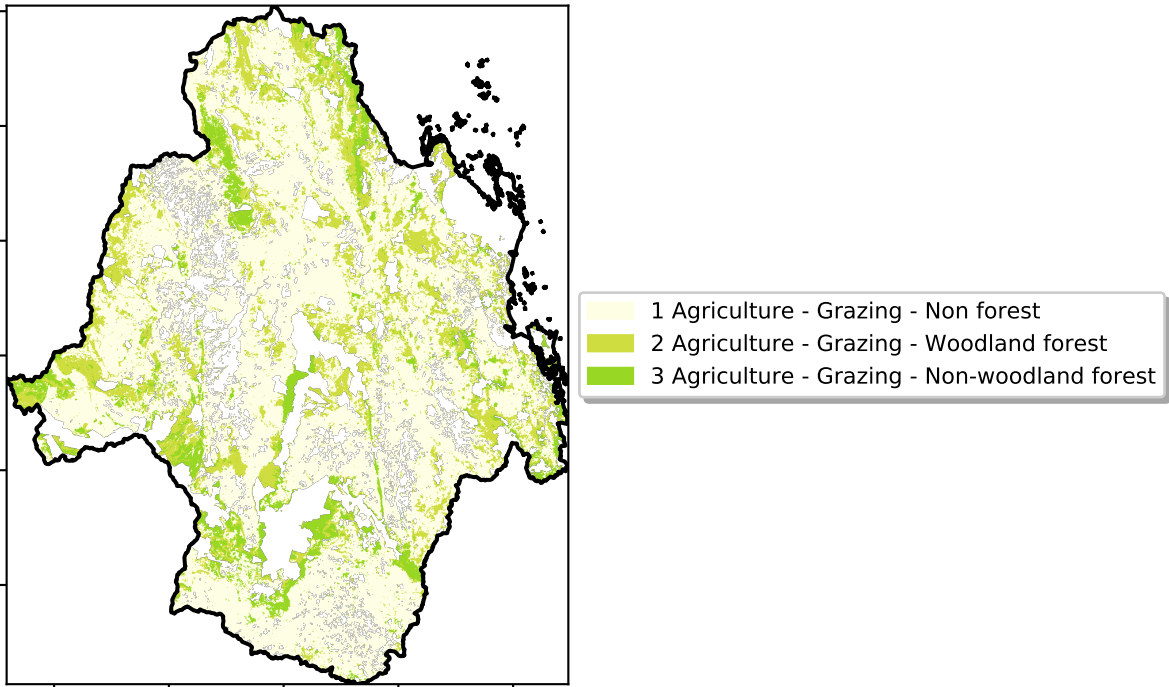 1 Agriculture - Grazing - Non forest
2 Agriculture - Grazing - Woodland forest
3 Agriculture - Grazing - Non-woodland forest